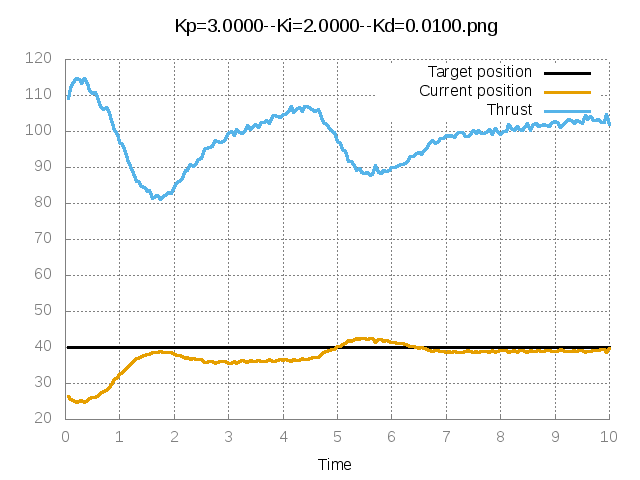 Kp=3.0000--Ki=2.0000--Kd=0.0100.png
120
110
100
90
80
70
60
50
40
30
20
Target position
Current position
Thrust
0 1 2 3 4 5 6 7 8 9 10
Time